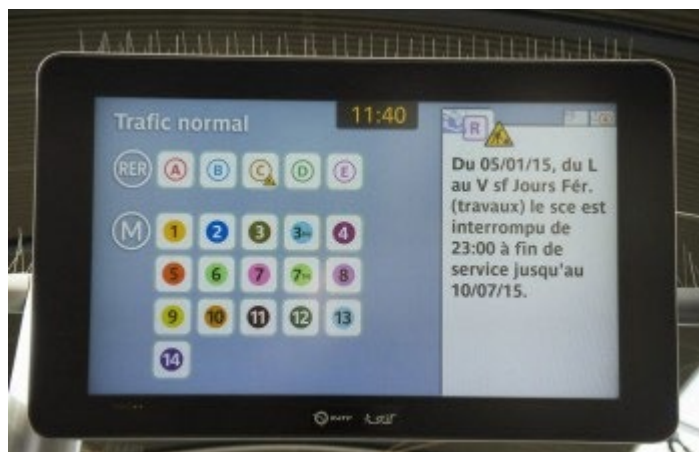 11:40
Trafic normal
RER A B C D E
M 1 2 3 3bis 4
5 6 7 7bis 8
9 10 11 12 13
14
R
Du 05/01/15, du L
au V sf Jours Fér.
(travaux) le sce est
interrompu de
23:00 à fin de
service jusqu'au
10/07/15.